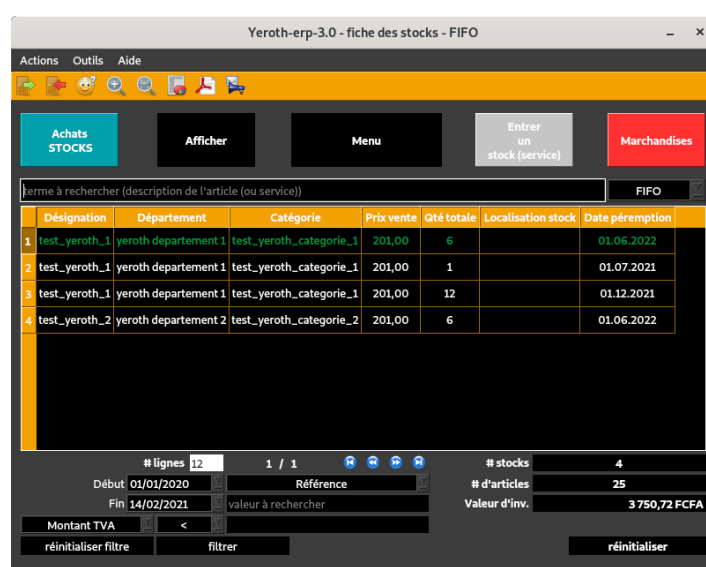 Yeroth-erp-3.0 - fiche des stocks - FIFO
Actions Outils Aide
Achats STOCKS
Afficher
Menu
Entrer un stock (service)
Marchandises
terme à rechercher (description de l'article (ou service))
FIFO
Désignation Département Catégorie Prix vente Qté totale Localisation stock Date péremption
1 test_yeroth_1 yeroth departement 1 test_yeroth_categorie_1 201,00 6 01.06.2022
2 test_yeroth_1 yeroth departement 1 test_yeroth_categorie_1 201,00 1 01.07.2021
3 test_yeroth_1 yeroth departement 1 test_yeroth_categorie_1 201,00 12 01.12.2021
4 test_yeroth_2 yeroth departement 2 test_yeroth_categorie_2 201,00 6 01.06.2022
# lignes 12 1 / 1 # stocks 4
Début 01/01/2020 Référence # d'articles 25
Fin 14/02/2021 valeur à rechercher Valeur d'inv. 3 750,72 FCFA
Montant TVA <
réinitialiser filtre filtrer réinitialiser